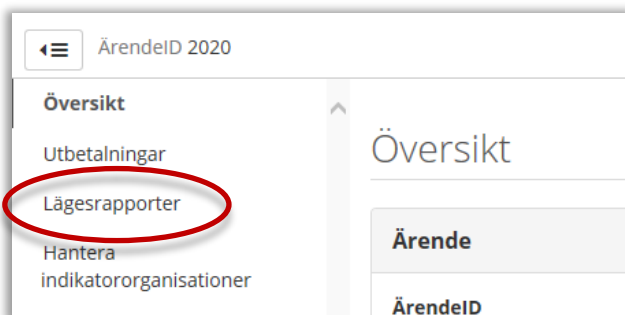 ÄrendeID 2020
Översikt
Utbetalningar
Lägesrapporter
Hantera
indikatororganisationer
Översikt
Ärende
ÄrendeID